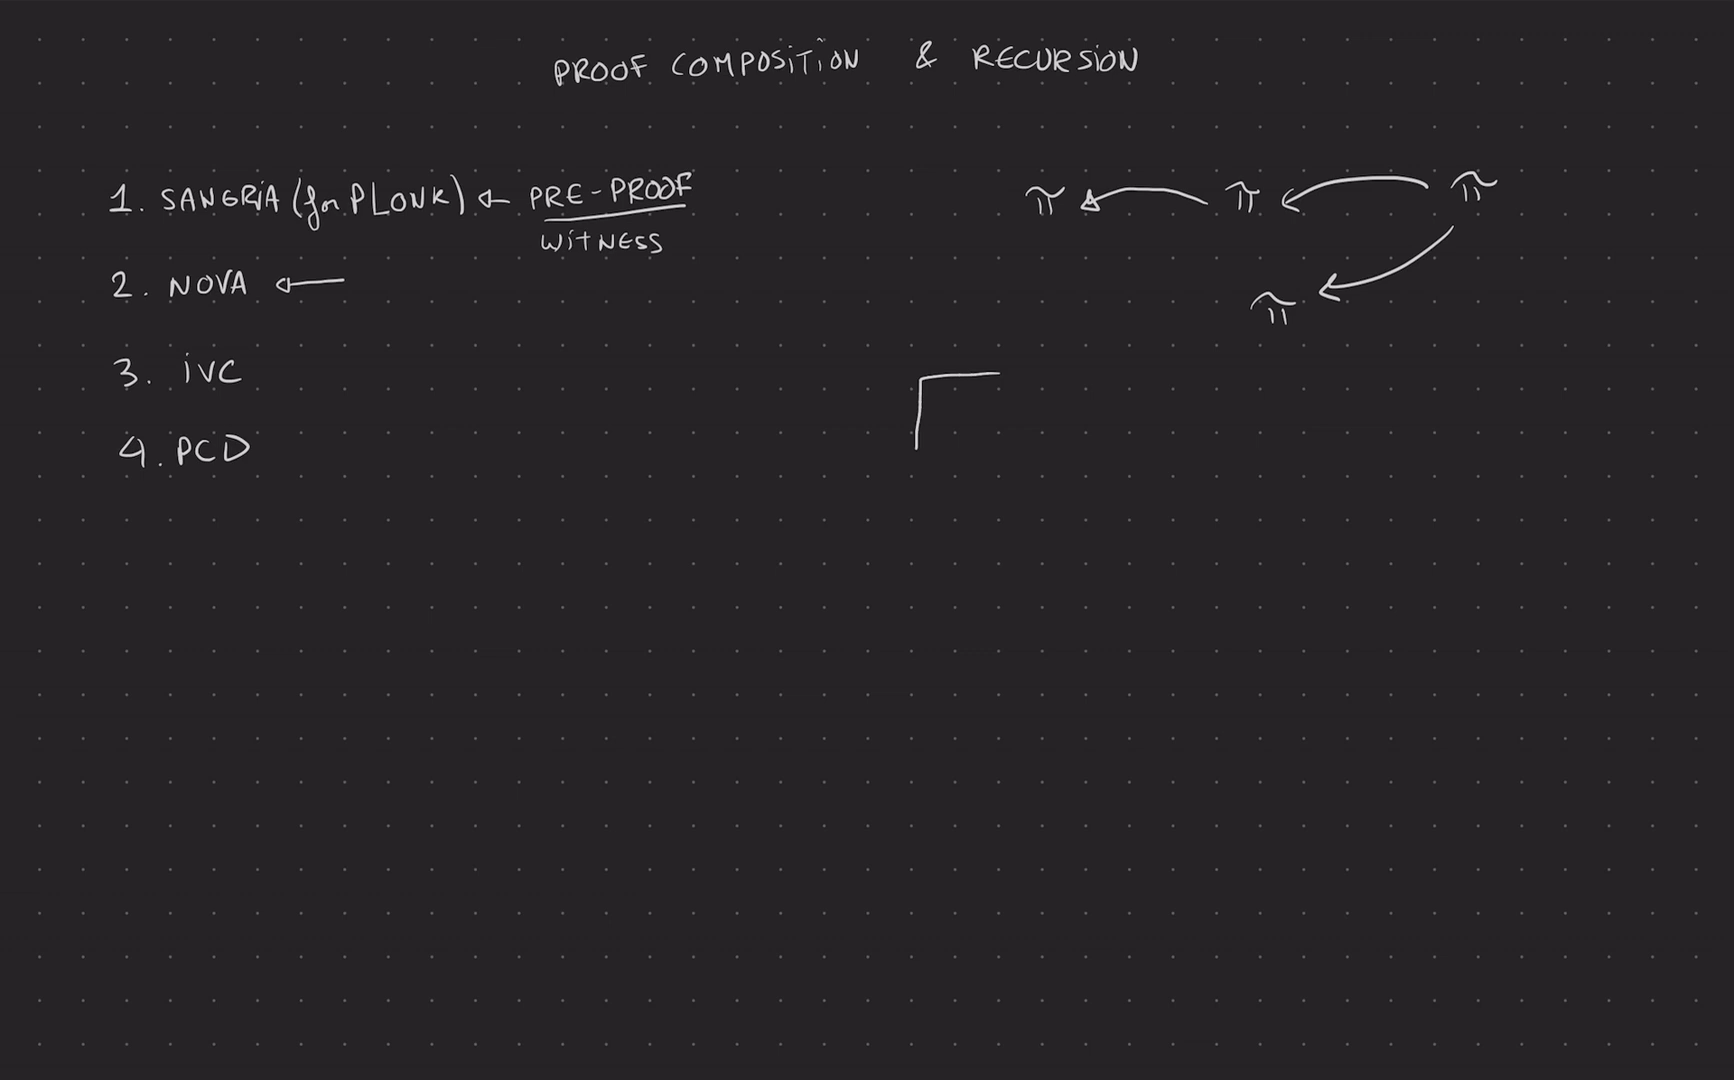 PROOF COMPOSITION & RECURSION
1. SANGRIA (for PLONK) ← PRE-PROOF
WITNESS
2. NOVA ←
3. IVC
4. PCD
π ← π ← π
π